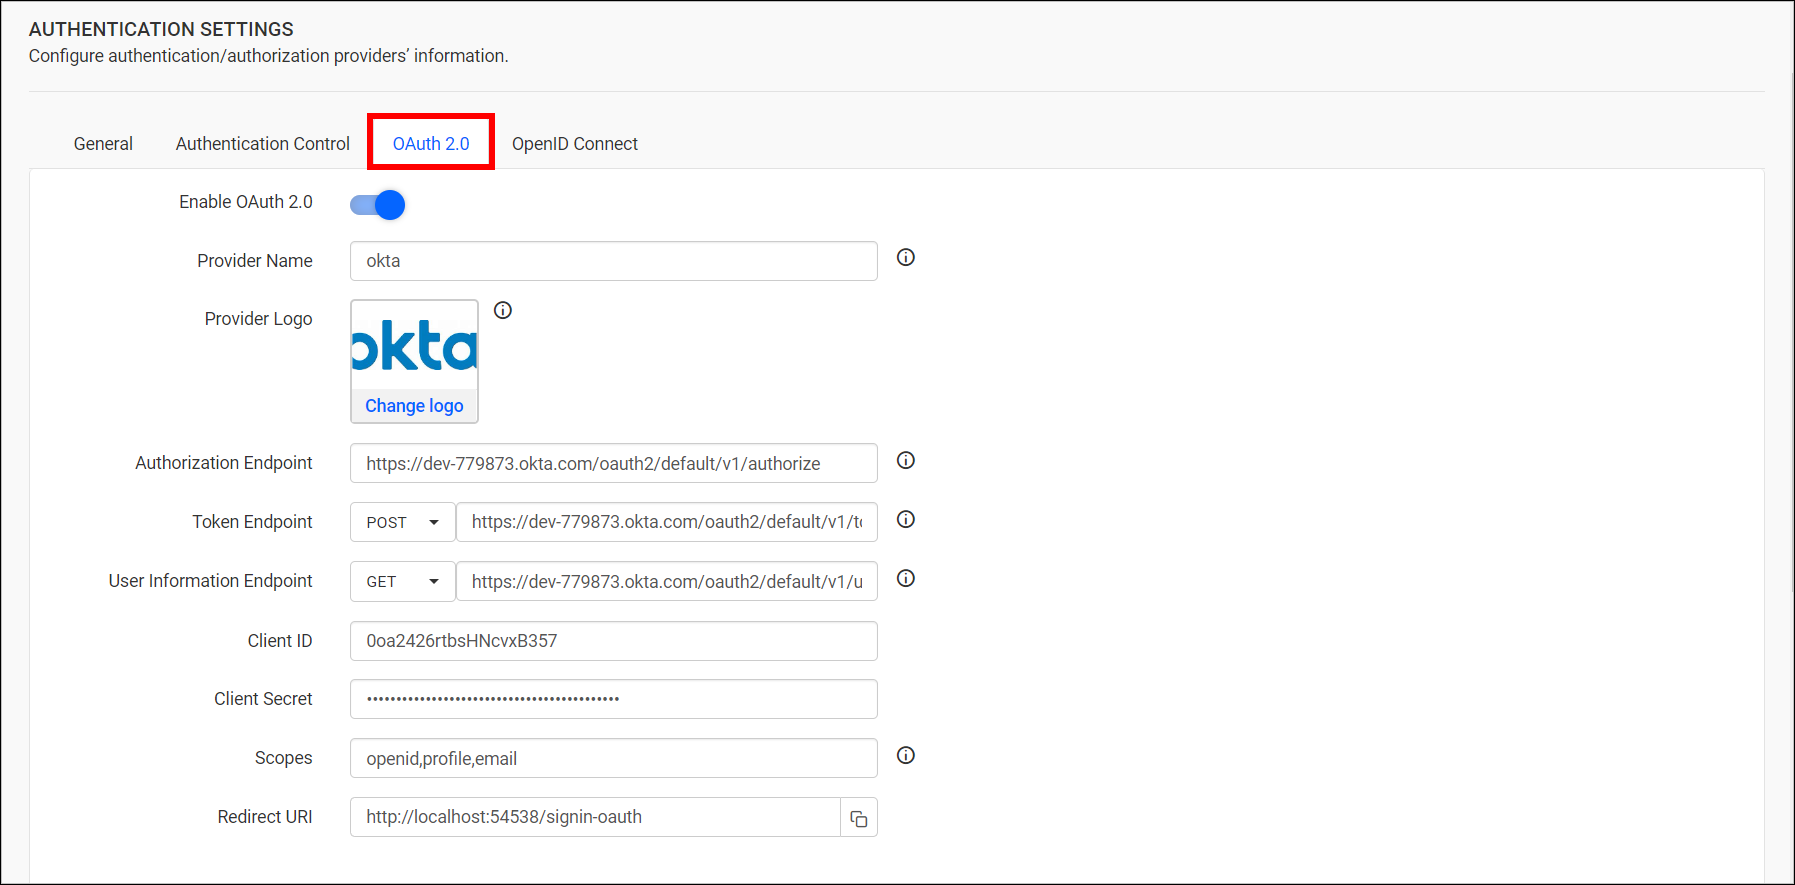 AUTHENTICATION SETTINGS
Configure authentication/authorization providers’ information.
General Authentication Control OAuth 2.0 OpenID Connect
Enable OAuth 2.0
Provider Name okta
Provider Logo
okta
Change logo
Authorization Endpoint https://dev-779873.okta.com/oauth2/default/v1/authorize
Token Endpoint POST https://dev-779873.okta.com/oauth2/default/v1/to
User Information Endpoint GET https://dev-779873.okta.com/oauth2/default/v1/u
Client ID 0oa2426rtbsHNcvxB357
Client Secret
Scopes openid,profile,email
Redirect URI http://localhost:54538/signin-oauth